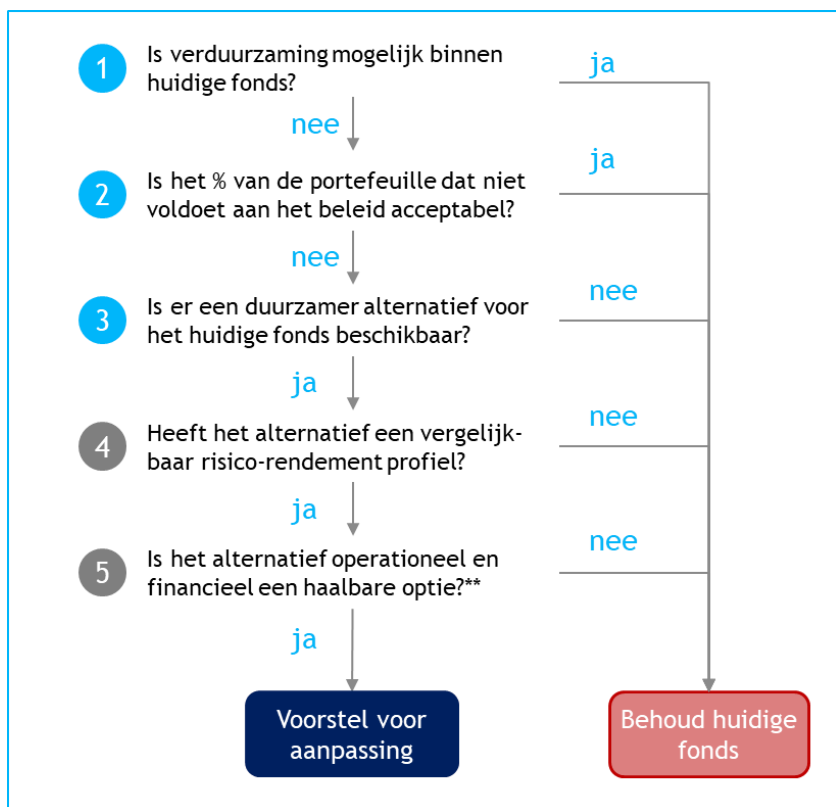 1
Is verduurzaming mogelijk binnen
huidige fonds?
ja
nee
2
Is het % van de portefeuille dat niet
voldoet aan het beleid acceptabel?
ja
nee
3
Is er een duurzamer alternatief voor
het huidige fonds beschikbaar?
nee
ja
4
Heeft het alternatief een vergelijk-
baar risico-rendement profiel?
nee
ja
5
Is het alternatief operationeel en
financieel een haalbare optie?**
nee
ja
Voorstel voor
aanpassing
Behoud huidige
fonds